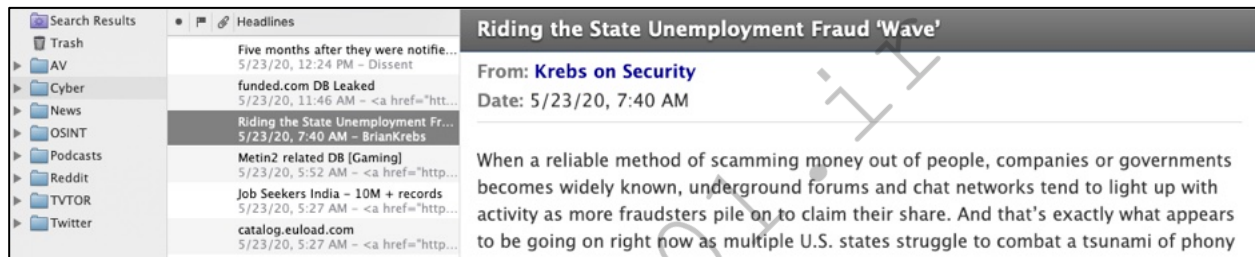 Search Results
Trash
AV
Cyber
News
OSINT
Podcasts
Reddit
TVTOR
Twitter
Headlines
Five months after they were notifie...
5/23/20, 12:24 PM – Dissent
funded.com DB Leaked
5/23/20, 11:46 AM – <a href="htt...
Riding the State Unemployment Fr...
5/23/20, 7:40 AM – BrianKrebs
Metin2 related DB [Gaming]
5/23/20, 5:52 AM – <a href="http...
Job Seekers India – 10M + records
5/23/20, 5:27 AM – <a href="http...
catalog.euload.com
5/23/20, 5:27 AM – <a href="http...
Riding the State Unemployment Fraud ‘Wave’
From: Krebs on Security
Date: 5/23/20, 7:40 AM
When a reliable method of scamming money out of people, companies or governments
becomes widely known, underground forums and chat networks tend to light up with
activity as more fraudsters pile on to claim their share. And that’s exactly what appears
to be going on right now as multiple U.S. states struggle to combat a tsunami of phony